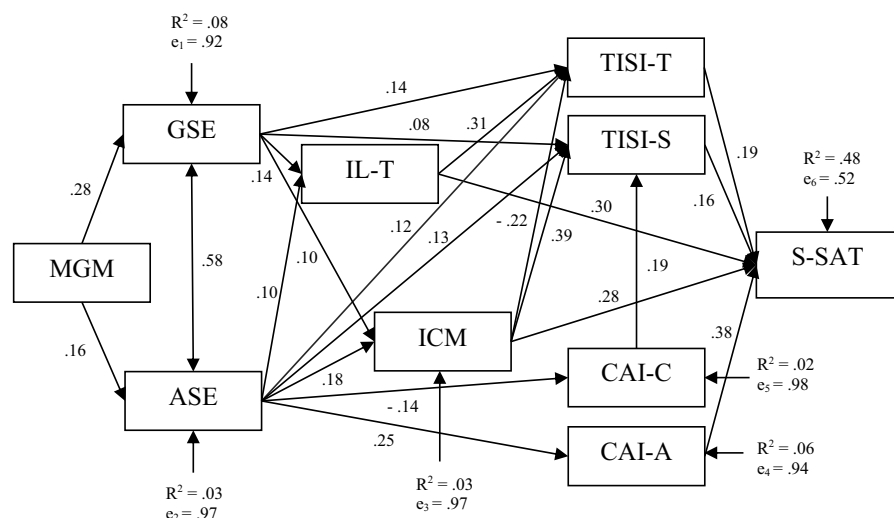 R² = .08
e₁ = .92
TISI-T
.14
GSE
.08
.31
TISI-S
.19
R² = .48
e₆ = .52
.14
IL-T
.28
.12
- .22
.30
.16
.13
.39
S-SAT
MGM
.58
.10
.19
.10
.28
ICM
.38
.16
.18
CAI-C
R² = .02
e₅ = .98
ASE
- .14
.25
CAI-A
R² = .06
e₄ = .94
R² = .03
e₂ = .97
R² = .03
e₃ = .97